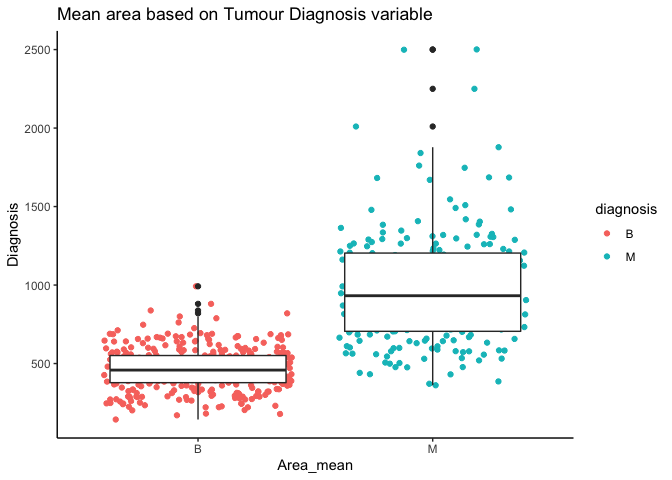 Mean area based on Tumour Diagnosis variable
2500
2000
1500
1000
500
Diagnosis
B
M
Area_mean
diagnosis
B
M